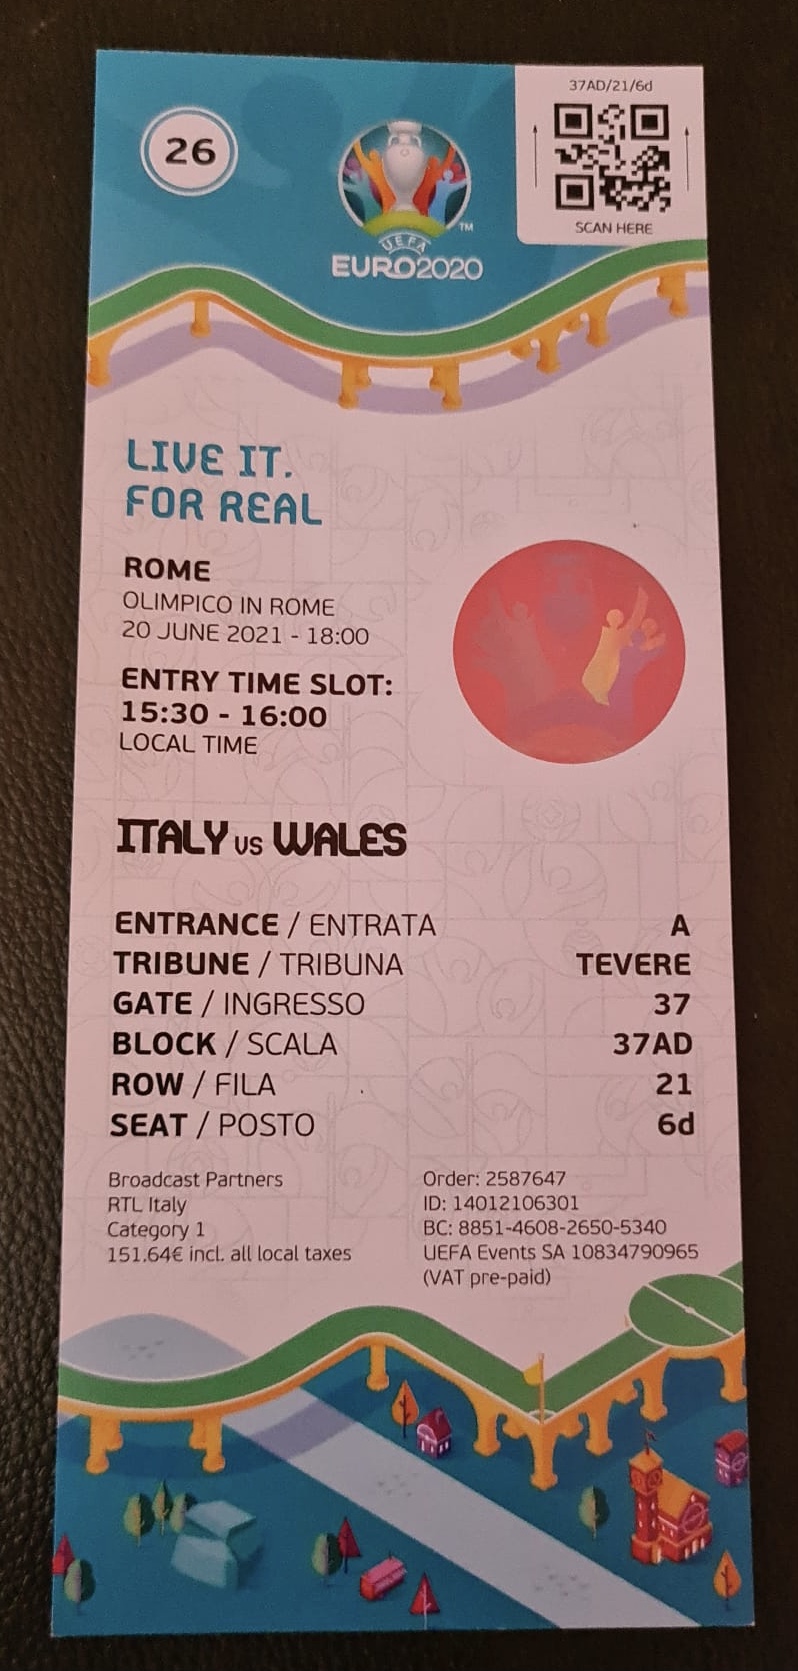 37AD/21/6d
26
SCAN HERE
TM
UEFA
EURO2020
LIVE IT.
FOR REAL
ROME
OLIMPICO IN ROME
20 JUNE 2021 - 18:00
ENTRY TIME SLOT:
15:30 - 16:00
LOCAL TIME
ITALY VS WALES
ENTRANCE / ENTRATA A
TRIBUNE / TRIBUNA TEVERE
GATE / INGRESSO 37
BLOCK / SCALA 37AD
ROW / FILA 21
SEAT / POSTO 6d
Broadcast Partners
RTL Italy
Category 1
151.64€ incl. all local taxes
Order: 2587647
ID: 14012106301
BC: 8851-4608-2650-5340
UEFA Events SA 10834790965
(VAT pre-paid)